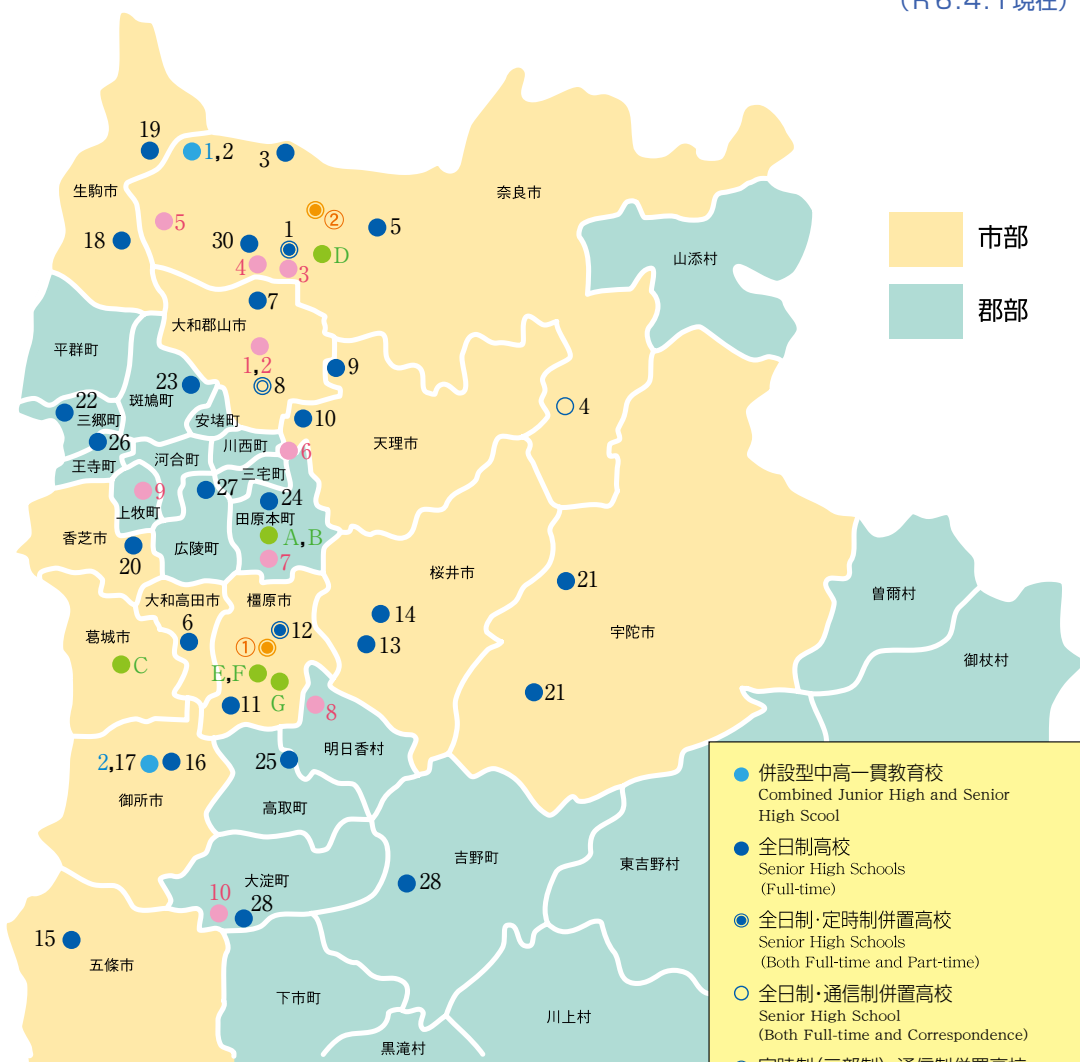 （Ｒ６.４.１現在）
19
1,2
3
生駒市
奈良市
市部
5
②
5
18
30
1
D
4
3
山添村
郡部
7
大和郡山市
平群町
1,2
9
23
8
22
斑鳩町
4
三郷町
安堵町
10
26
川西町
天理市
王寺町
河合町
6
三宅町
9
27
24
上牧町
田原本町
香芝市
広陵町
A,B
20
7
桜井市
21
大和高田市
橿原市
曽爾村
6
14
葛城市
12
宇陀市
①
13
御杖村
C
E,F
21
G
11
8
明日香村
2,17
16
25
御所市
高取町
吉野町
東吉野村
大淀町
10
28
28
15
五條市
下市町
川上村
黒滝村
併設型中高一貫教育校
Combined Junior High and Senior
High Scool
全日制高校
Senior High Schools
(Full-time)
全日制･定時制併置高校
Senior High Schools
(Both Full-time and Part-time)
全日制･通信制併置高校
Senior High School
(Both Full-time and Correspondence)